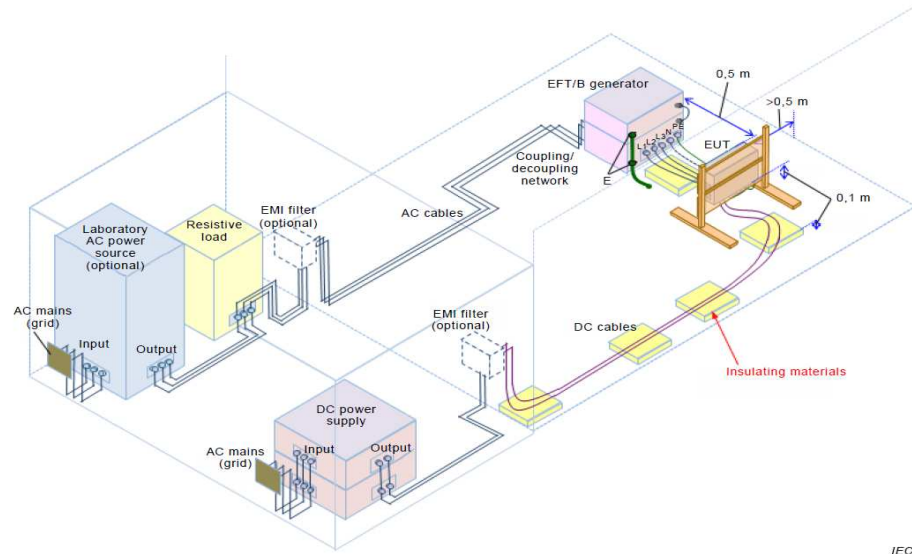 0,5 m
EFT/B generator
>0,5 m
PE
N
L3
L2
L1
EUT
E
Coupling/
decoupling
network
0,1 m
Laboratory
AC power
source
(optional)
Resistive
load
EMI filter
(optional)
AC cables
AC mains
(grid)
Input
Output
EMI filter
(optional)
DC cables
Insulating materials
DC power
supply
AC mains
(grid)
Input
Output
IEC